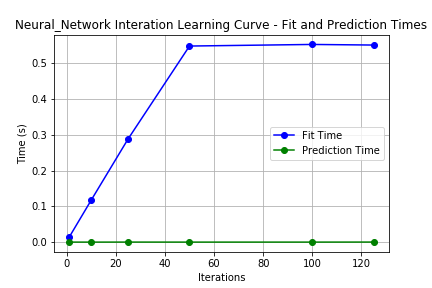 Neural_Network Interation Learning Curve - Fit and Prediction Times
0.5
0.4
0.3
0.2
0.1
0.0
Time (s)
Fit Time
Prediction Time
0 20 40 60 80 100 120
Iterations